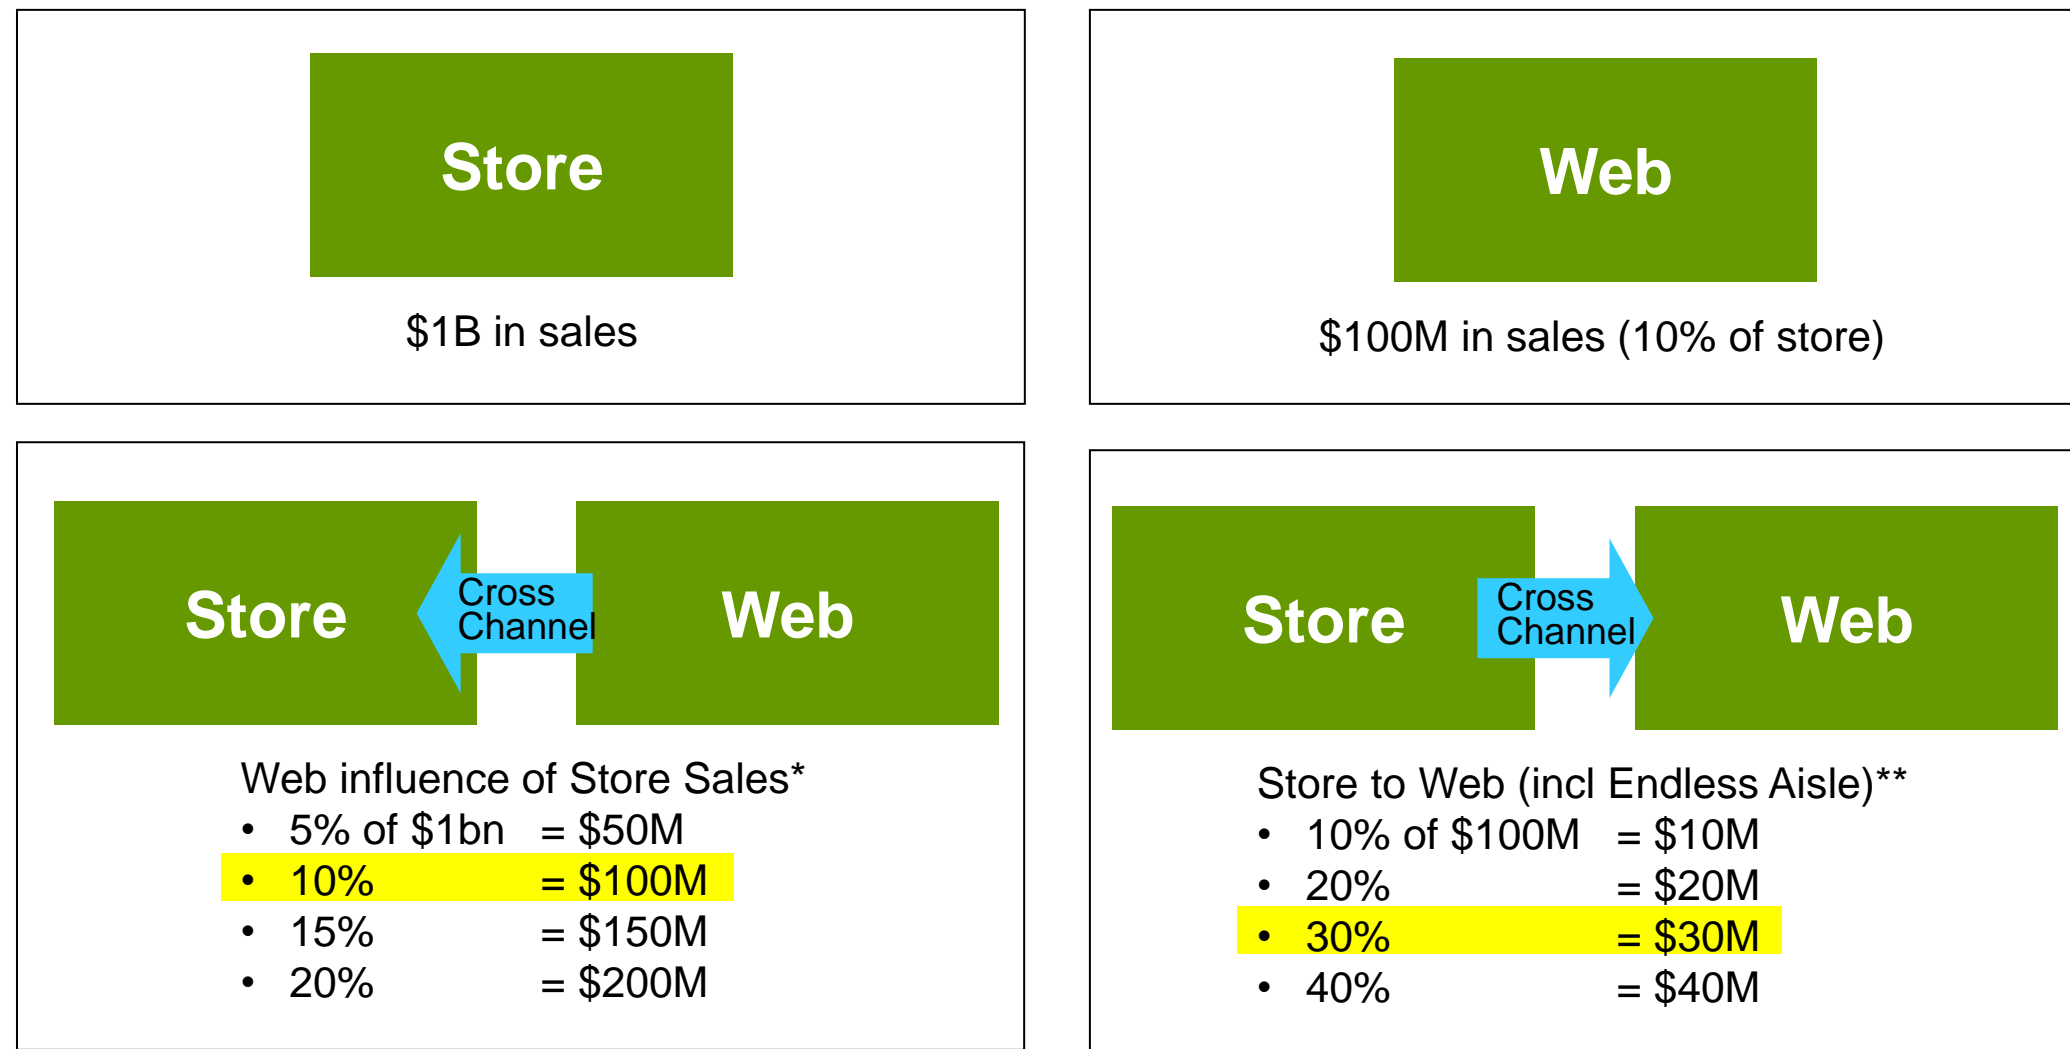 Store
$1B in sales
Web
$100M in sales (10% of store)
Store
Cross
Channel
Web
Web influence of Store Sales*
• 5% of $1bn = $50M
• 10% = $100M
• 15% = $150M
• 20% = $200M
Store
Cross
Channel
Web
Store to Web (incl Endless Aisle)**
• 10% of $100M = $10M
• 20% = $20M
• 30% = $30M
• 40% = $40M